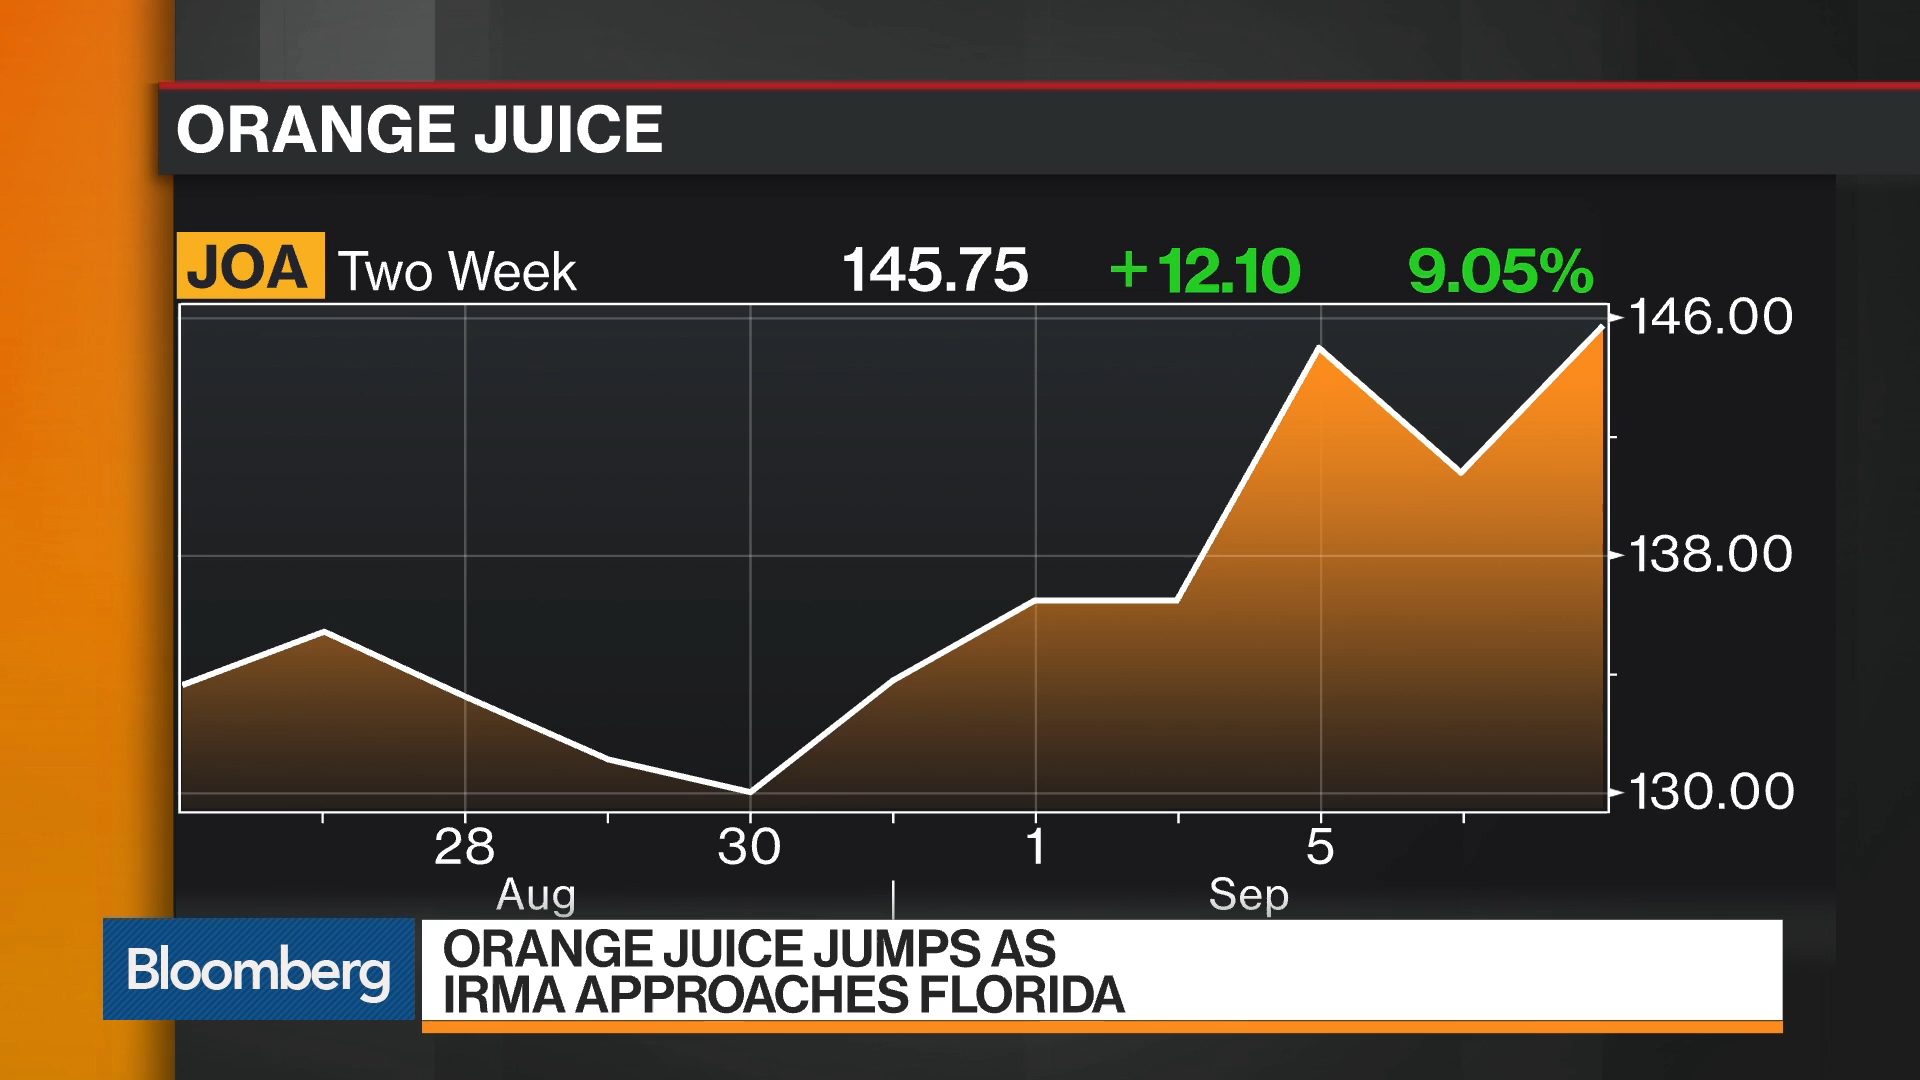 ORANGE JUICE
JOA Two Week 145.75 +12.10 9.05%
146.00
138.00
130.00
28 30 1 5
Aug Sep
Bloomberg
ORANGE JUICE JUMPS AS
IRMA APPROACHES FLORIDA